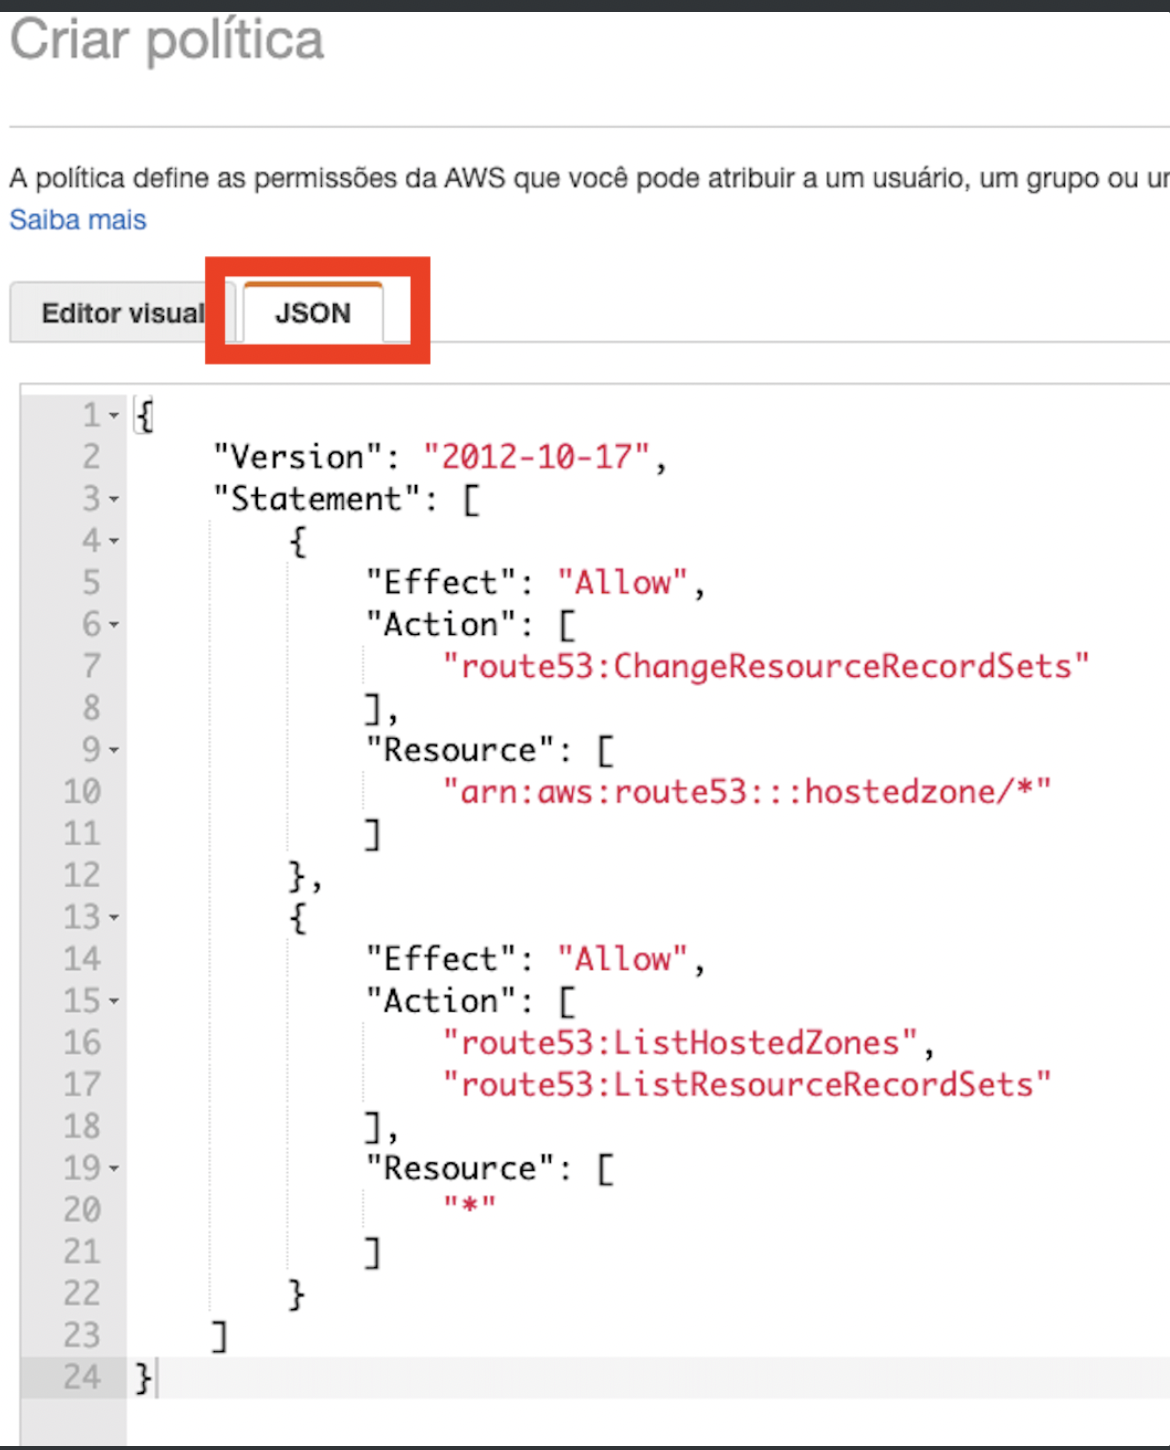 Criar política
A política define as permissões da AWS que você pode atribuir a um usuário, um grupo ou
Saiba mais
Editor visual JSON
1 {
2 "Version": "2012-10-17",
3 "Statement": [
4 {
5 "Effect": "Allow",
6 "Action": [
7 "route53:ChangeResourceRecordSets"
8 ],
9 "Resource": [
10 "arn:aws:route53:::hostedzone/*"
11 ]
12 },
13 {
14 "Effect": "Allow",
15 "Action": [
16 "route53:ListHostedZones",
17 "route53:ListResourceRecordSets"
18 ],
19 "Resource": [
20 "*"
21 ]
22 }
23 ]
24 }